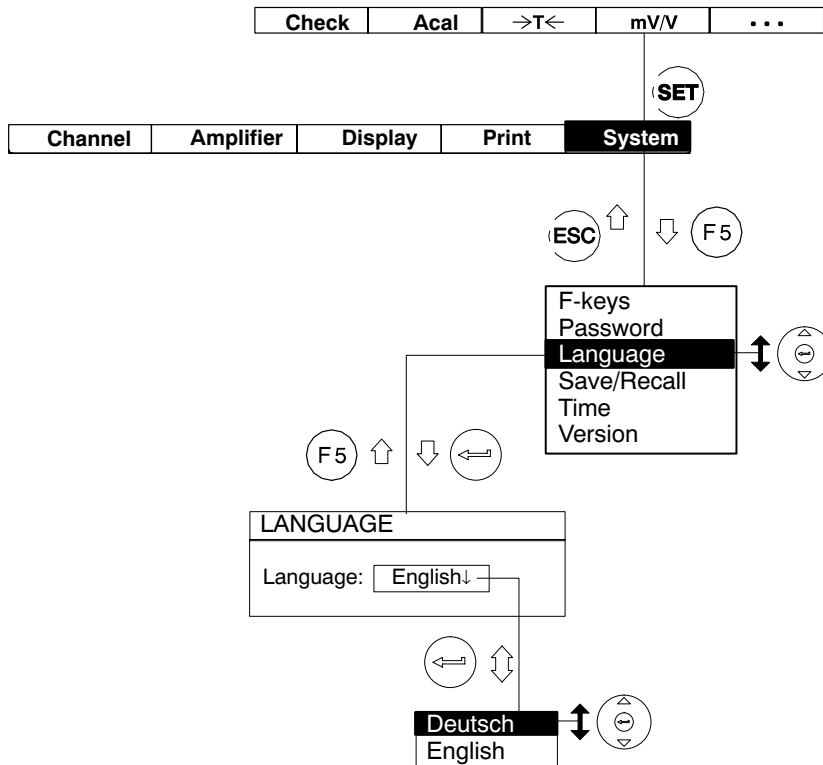 Check Acal →T← mV/V ...
SET
Channel Amplifier Display Print System
ESC F5
F-keys
Password
Language
Save/Recall
Time
Version
F5
LANGUAGE
Language: English↓
Deutsch
English